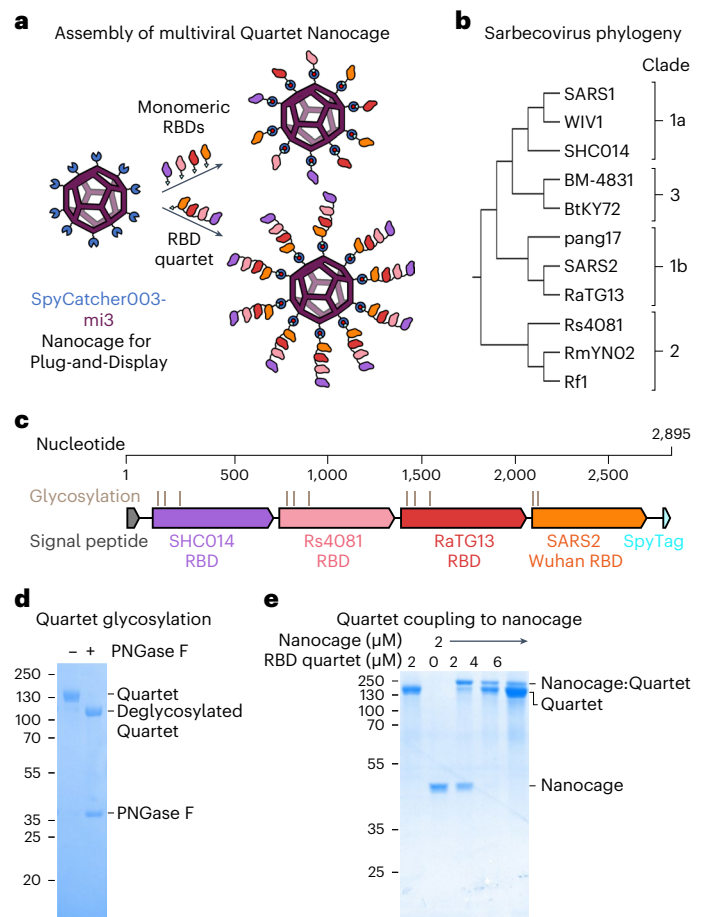 a
Assembly of multiviral Quartet Nanocage
Monomeric
RBDs
RBD
quartet
SpyCatcher003-
mi3
Nanocage for
Plug-and-Display
b
Sarbecovirus phylogeny
Clade
SARS1
WIV1
SHC014
1a
BM-4831
BtKY72
3
pang17
SARS2
RaTG13
1b
Rs4081
RmYN02
Rf1
2
c
Nucleotide
2,895
1 500 1,000 1,500 2,000 2,500
Glycosylation
Signal peptide
SHC014
RBD
Rs4081
RBD
RaTG13
RBD
SARS2
Wuhan RBD
SpyTag
d
Quartet glycosylation
– + PNGase F
250
130
100
70
55
35
25
20
Quartet
Deglycosylated
Quartet
PNGase F
e
Quartet coupling to nanocage
Nanocage (µM) 2
RBD quartet (µM) 2 0 2 4 6
250
130
100
70
55
35
25
Nanocage:Quartet
Quartet
Nanocage